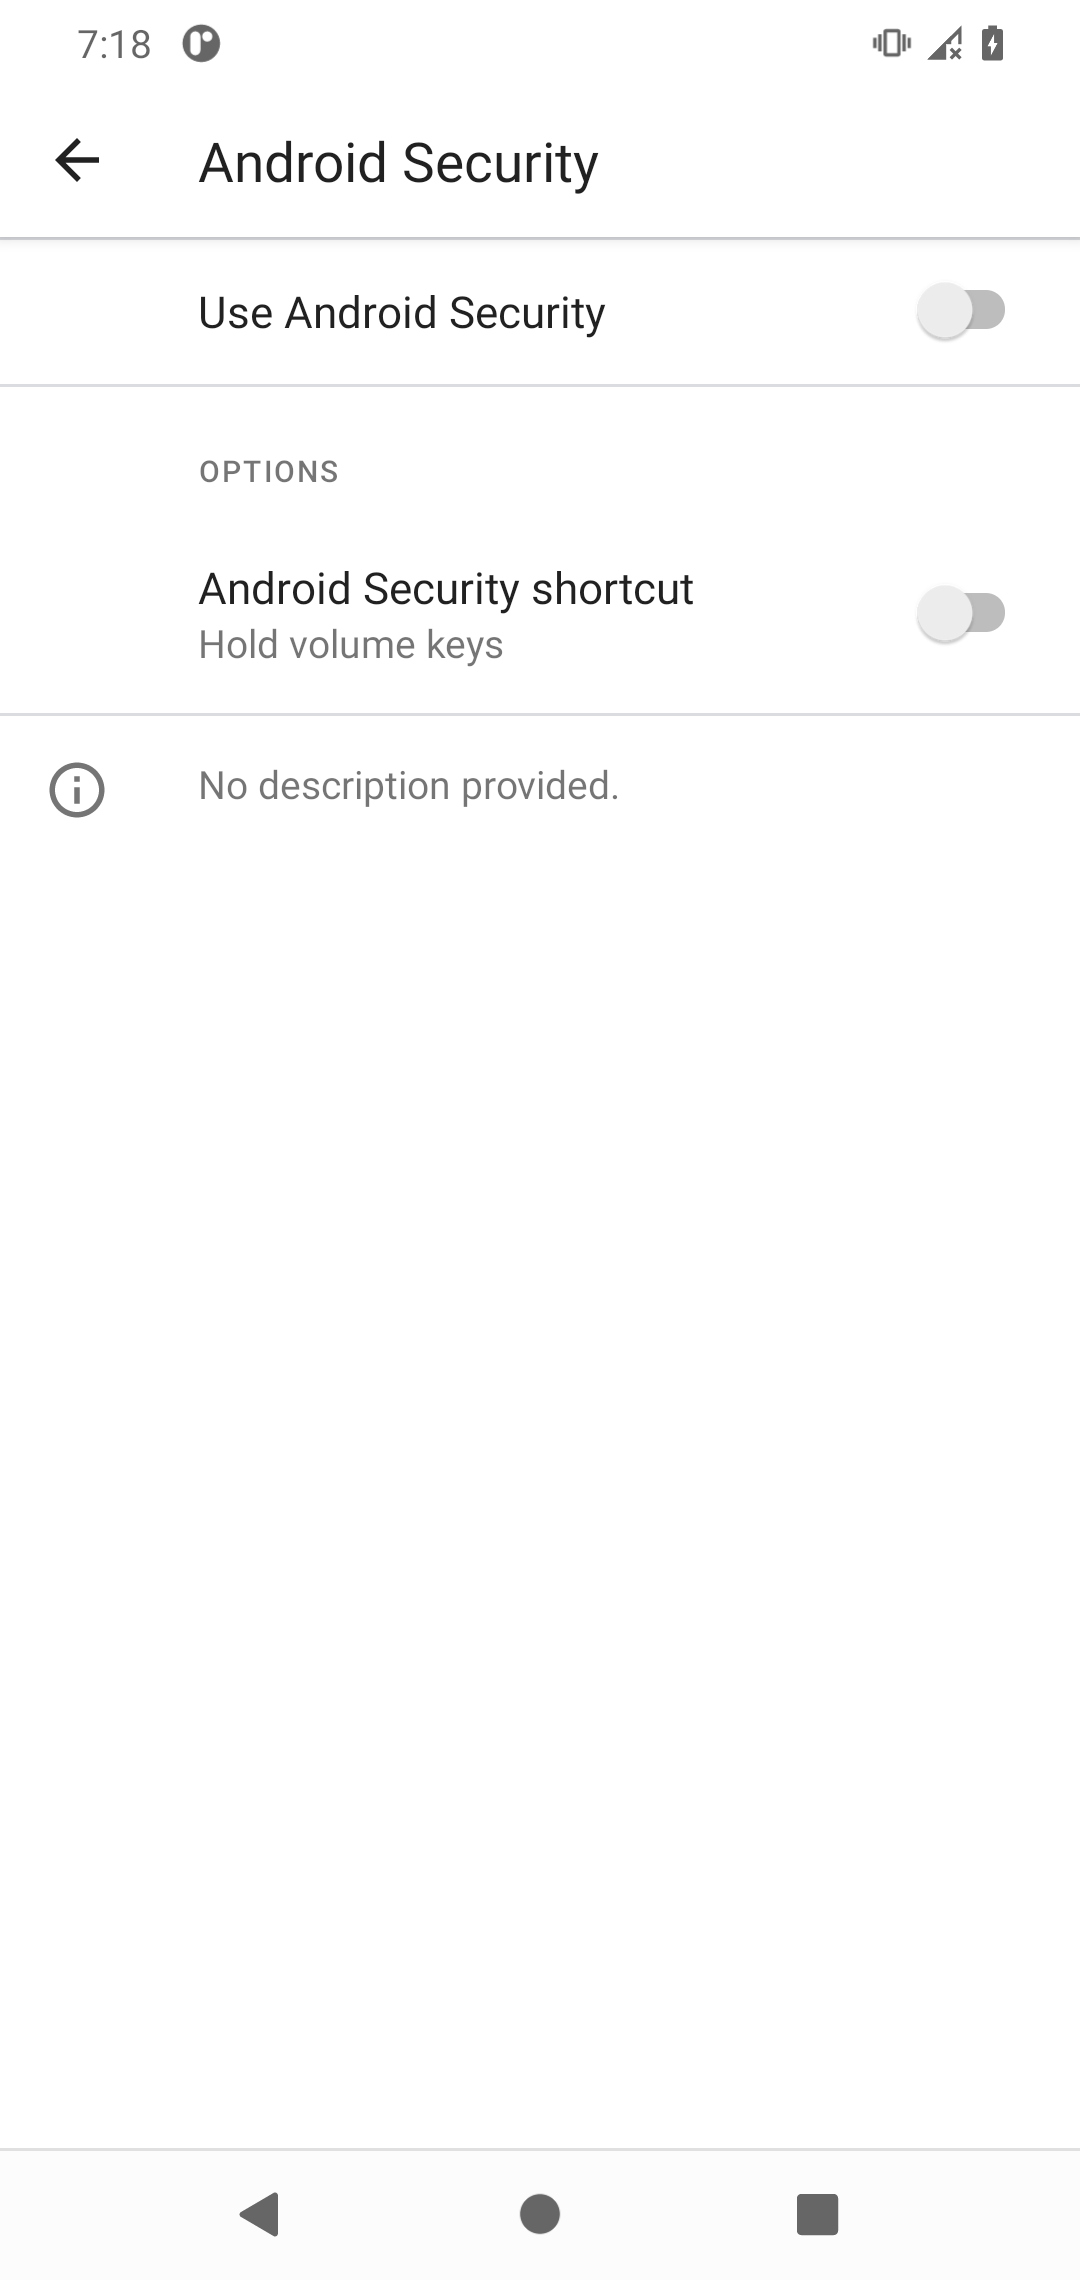 7:18
Android Security
Use Android Security
OPTIONS
Android Security shortcut
Hold volume keys
No description provided.